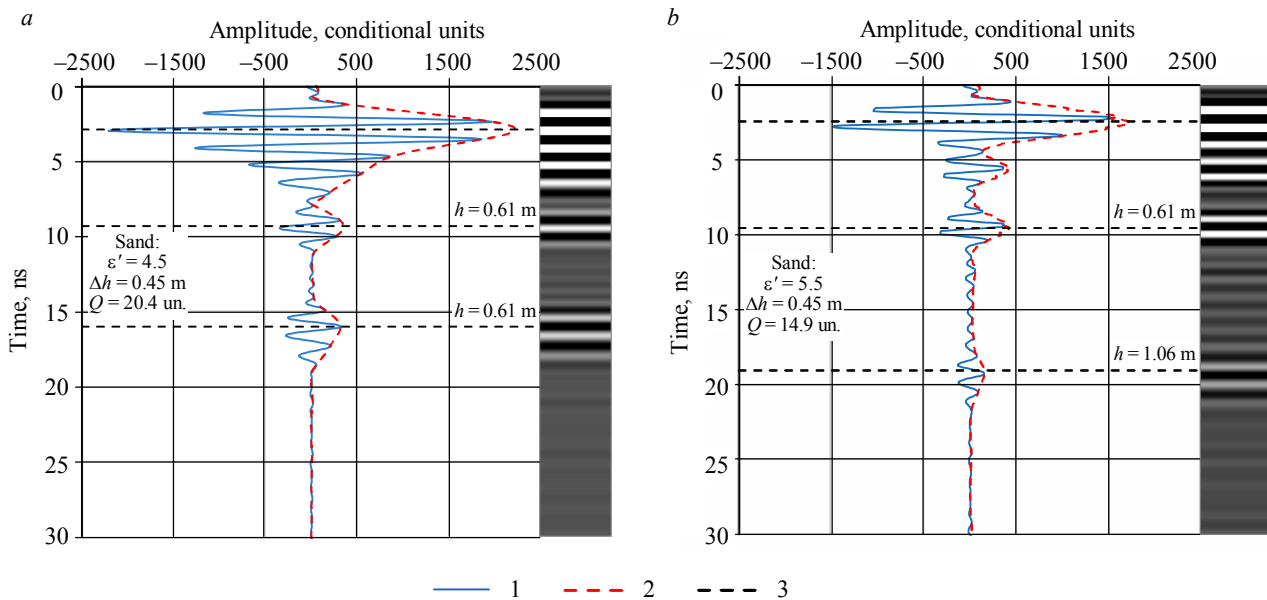 a
Amplitude, conditional units
–2500 –1500 –500 500 1500 2500
0
5
10
15
20
25
30
Time, ns
h = 0.61 m
Sand:
ε′ = 4.5
Δh = 0.45 m
Q = 20.4 un.
h = 0.61 m
b
Amplitude, conditional units
–2500 –1500 –500 500 1500 2500
0
5
10
15
20
25
30
Time, ns
h = 0.61 m
Sand:
ε′ = 5.5
Δh = 0.45 m
Q = 14.9 un.
h = 1.06 m
1 2 3